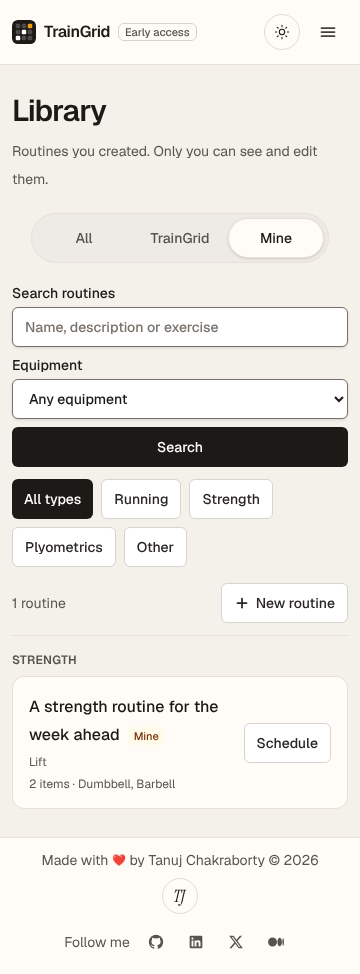 TrainGrid Early access
Library
Routines you created. Only you can see and edit
them.
All TrainGrid Mine
Search routines
Name, description or exercise
Equipment
Any equipment
Search
All types Running Strength
Plyometrics Other
1 routine + New routine
STRENGTH
A strength routine for the
week ahead Mine
Schedule
Lift
2 items · Dumbbell, Barbell
Made with ❤️ by Tanuj Chakraborty © 2026
TJ
Follow me